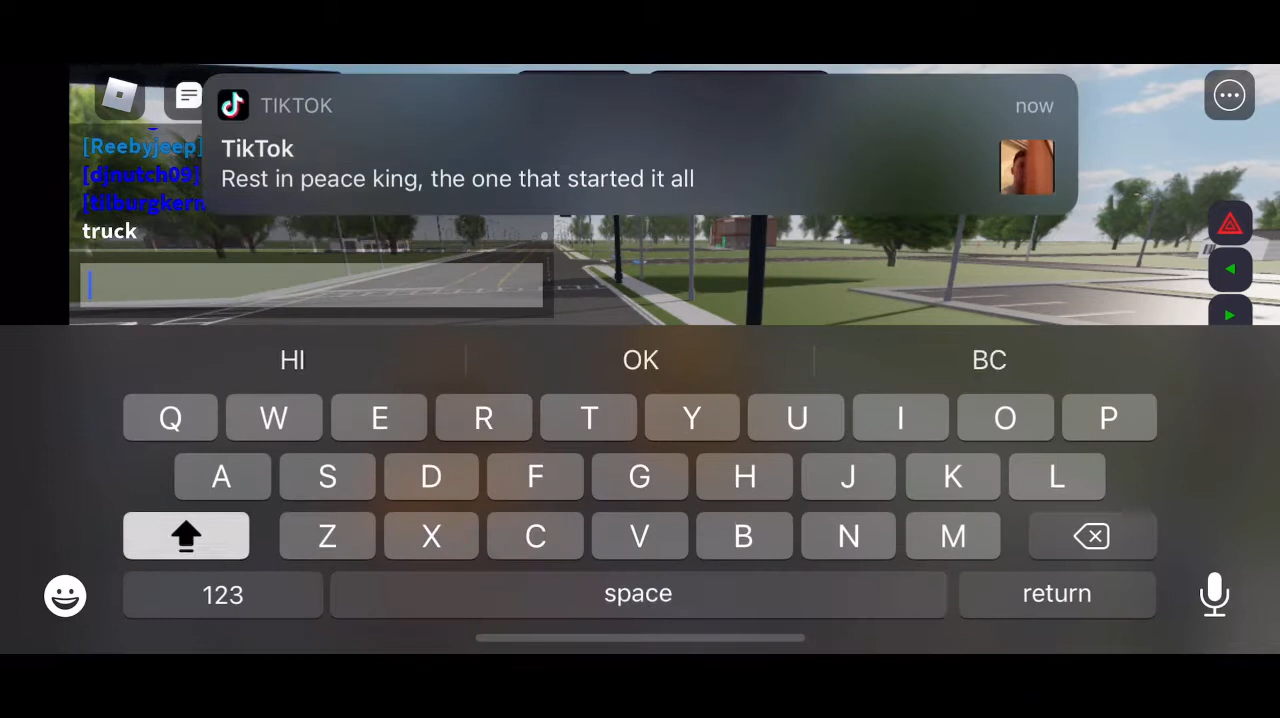 TIKTOK
now
TikTok
Rest in peace king, the one that started it all
[Reebyjeep]
[djnutch09]
[tilburgkern
truck
HI OK BC
Q W E R T Y U I O P
A S D F G H J K L
Z X C V B N M
123 space return